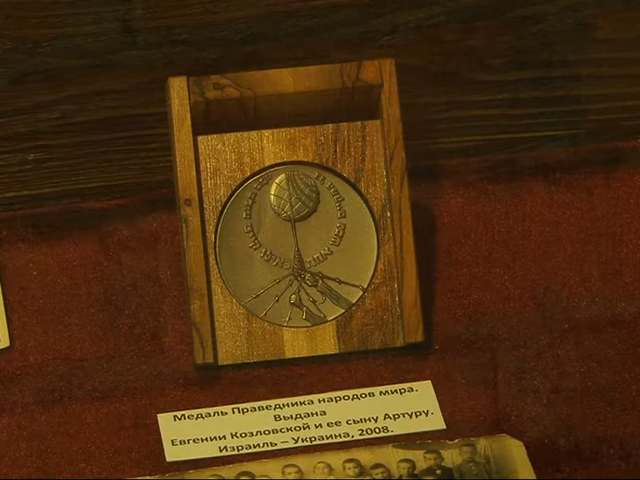 Медаль Праведника народов мира.
Выдана
Евгении Козловской и ее сыну Артуру.
Израиль – Украина, 2008.